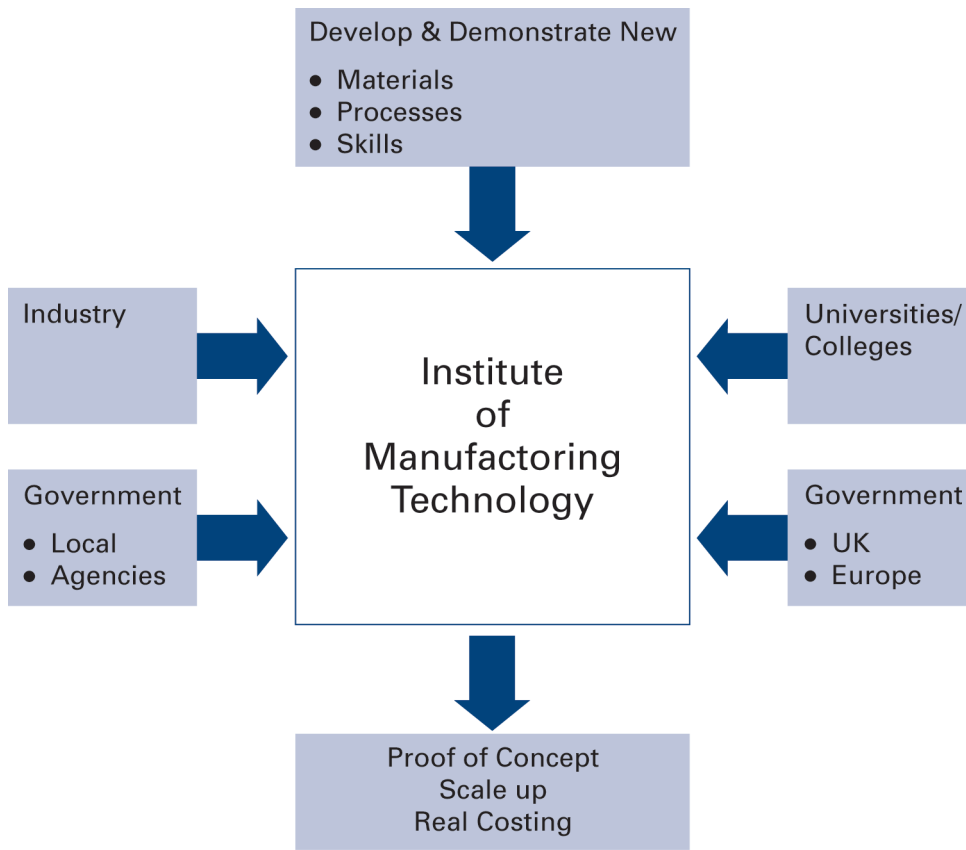 Develop & Demonstrate New
● Materials
● Processes
● Skills
Industry
Universities/
Colleges
Institute
of
Manufactoring
Technology
Government
● Local
● Agencies
Government
● UK
● Europe
Proof of Concept
Scale up
Real Costing